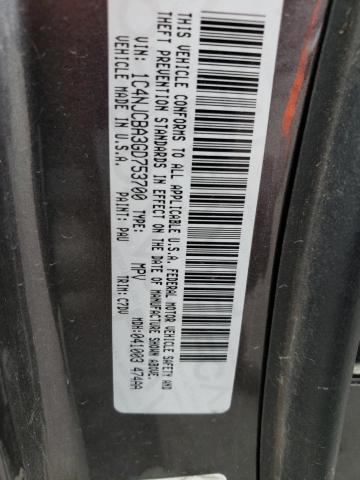 THIS VEHICLE CONFORMS TO ALL APPLICABLE U.S.A. FEDERAL MOTOR VEHICLE SAFETY AND
THEFT PREVENTION STANDARDS IN EFFECT ON THE DATE OF MANUFACTURE SHOWN ABOVE.
VIN: 1C4NJCBA3GD753700 TYPE: MPV MDH:041003 474AA
VEHICLE MADE IN U.S.A. PAINT: PAU TRIM: C7DV